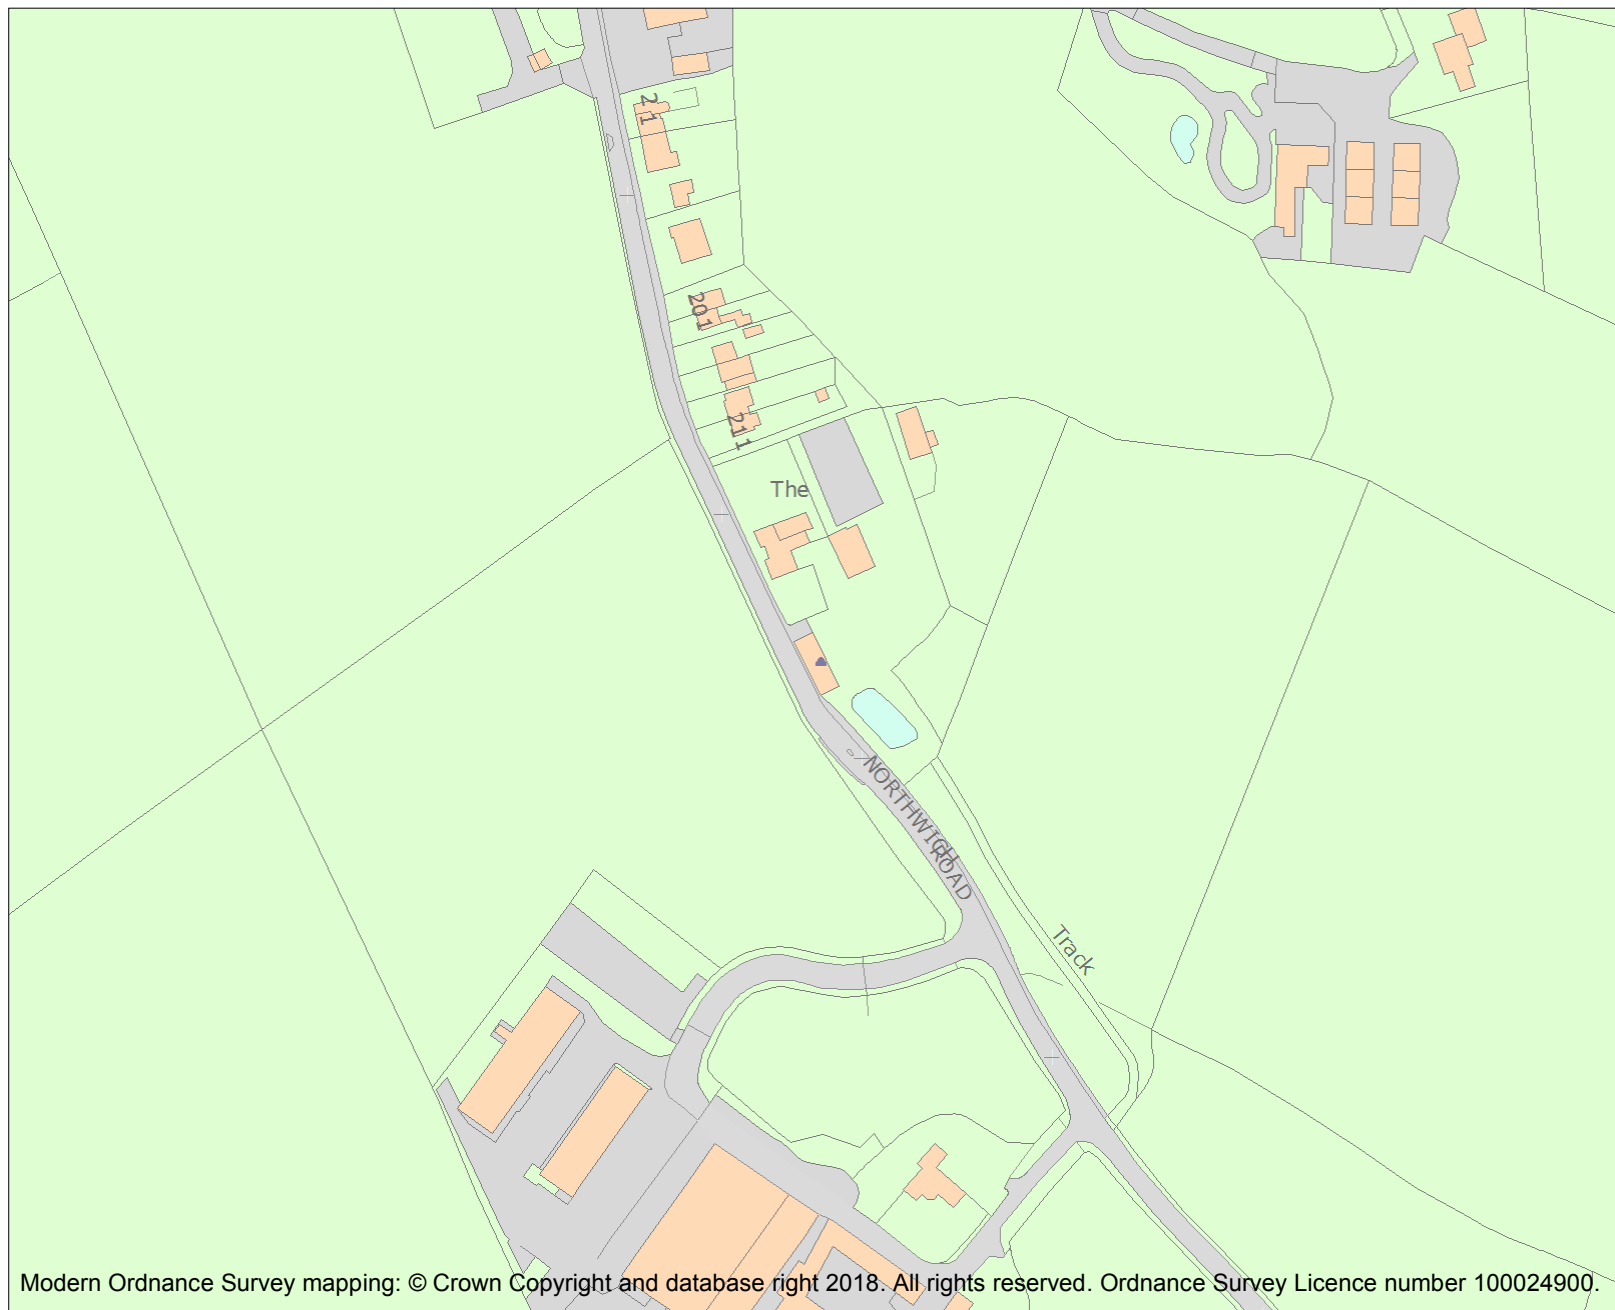 21
201
211
The
NORTHWICH
ROAD
Track
Modern Ordnance Survey mapping: © Crown Copyright and database right 2018. All rights reserved. Ordnance Survey Licence number 100024900.